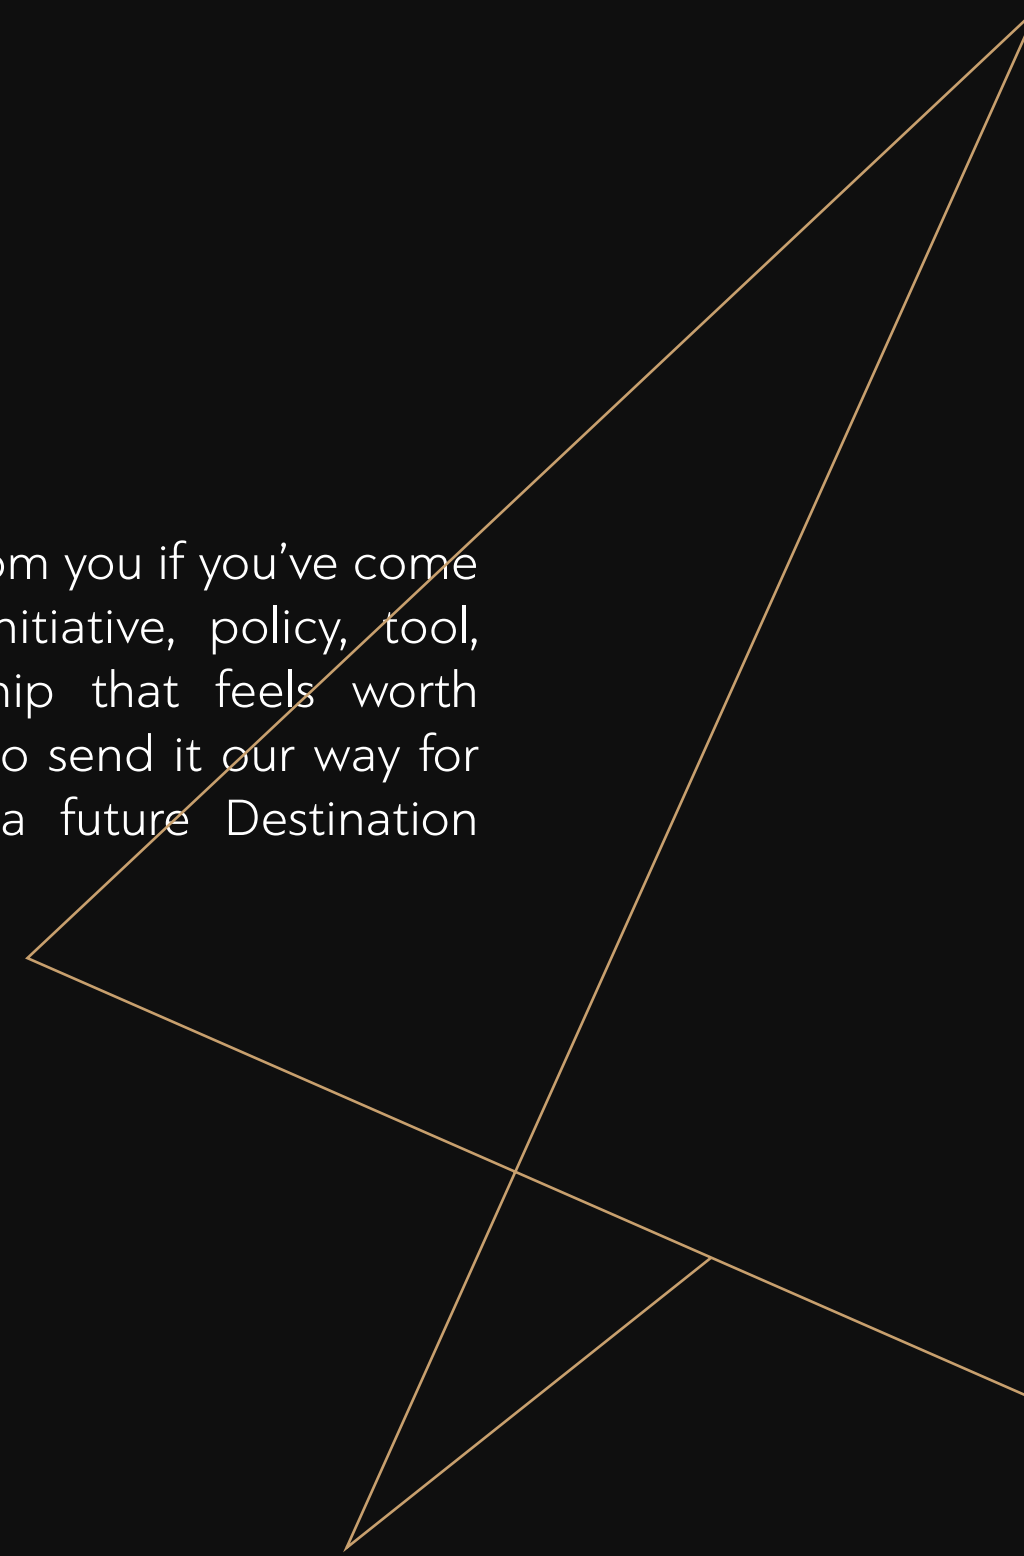 om you if you’ve come
nitiative, policy, tool,
hip that feels worth
o send it our way for
a future Destination